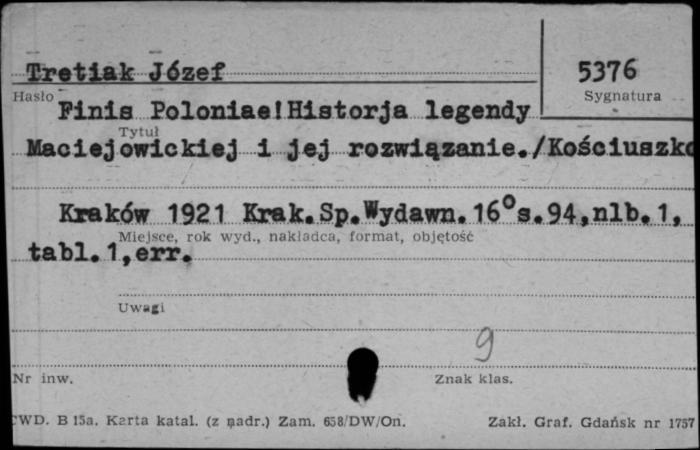 Tretiak Józef
5376
Hasło
Sygnatura
Finis Poloniae! Historja legendy
Tytuł
Maciejowickiej i jej rozwiązanie./Kościuszko
Kraków 1921 Krak.Sp.Wydawn.16°s.94,nlb.1,
Miejsce, rok wyd., nakładca, format, objętość
tabl.1,err.
Uwagi
9
Nr inw.
Znak klas.
CWD. B 15a. Karta katal. (z nadr.) Zam. 658/DW/On.
Zakł. Graf. Gdańsk nr 1757